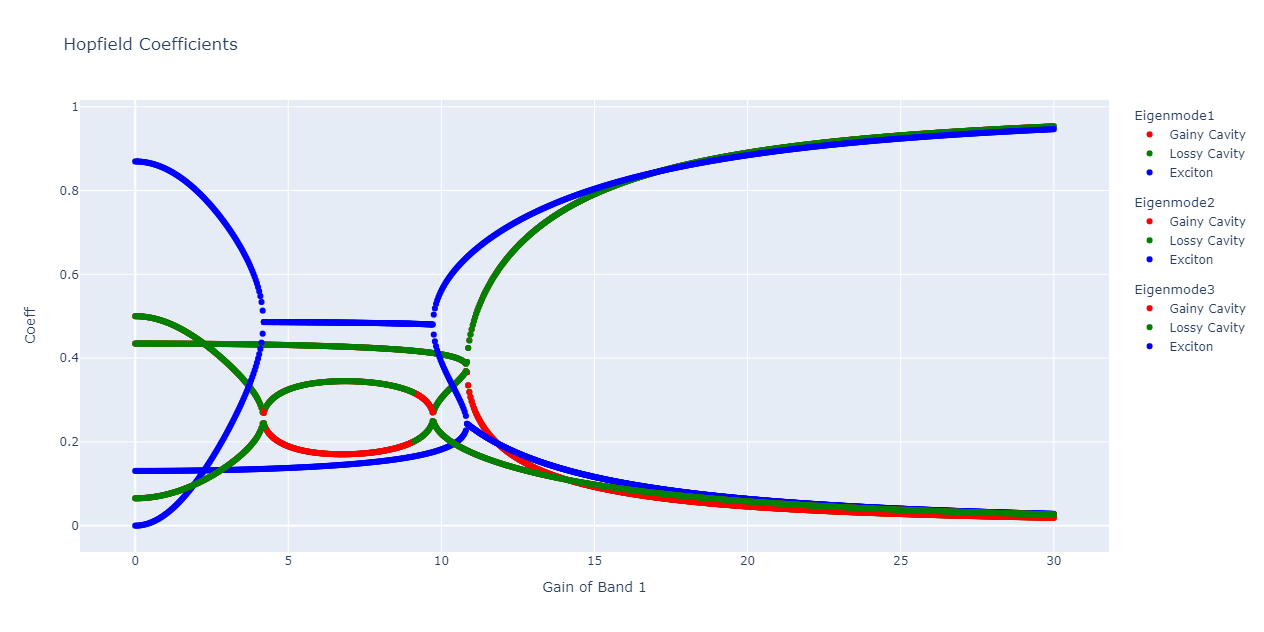 Hopfield Coefficients
Eigenmode1
Gainy Cavity
Lossy Cavity
Exciton
Eigenmode2
Gainy Cavity
Lossy Cavity
Exciton
Eigenmode3
Gainy Cavity
Lossy Cavity
Exciton
Coeff
1
0.8
0.6
0.4
0.2
0
0 5 10 15 20 25 30
Gain of Band 1